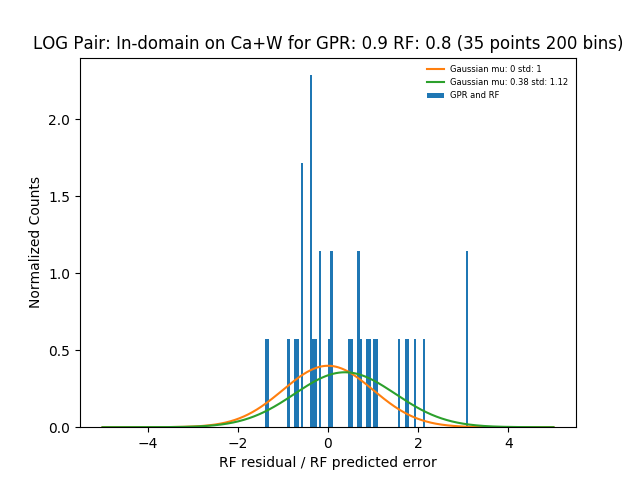 LOG Pair: In-domain on Ca+W for GPR: 0.9 RF: 0.8 (35 points 200 bins)
Gaussian mu: 0 std: 1
Gaussian mu: 0.38 std: 1.12
GPR and RF
Normalized Counts
2.0
1.5
1.0
0.5
0.0
−4 −2 0 2 4
RF residual / RF predicted error